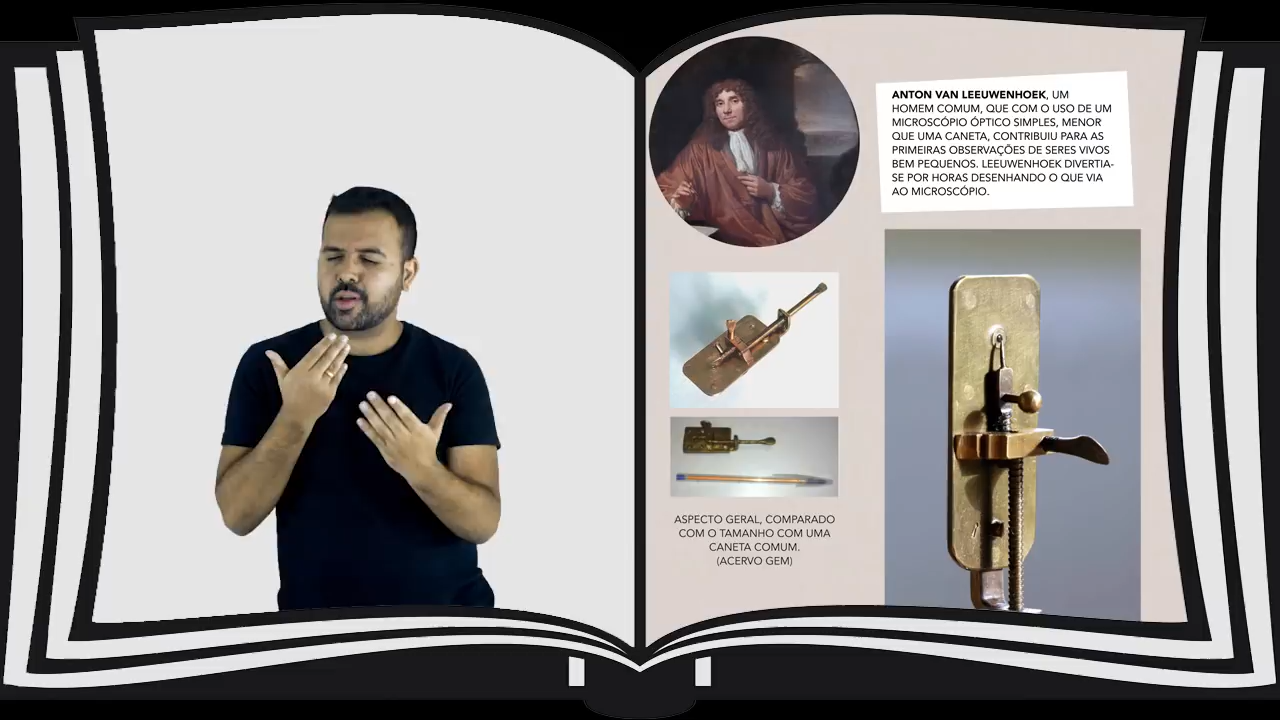 ANTON VAN LEEUWENHOEK, UM
HOMEM COMUM, QUE COM O USO DE UM
MICROSCÓPIO ÓPTICO SIMPLES, MENOR
QUE UMA CANETA, CONTRIBUIU PARA AS
PRIMEIRAS OBSERVAÇÕES DE SERES VIVOS
BEM PEQUENOS. LEEUWENHOEK DIVERTIA-
SE POR HORAS DESENHANDO O QUE VIA
AO MICROSCÓPIO.
ASPECTO GERAL, COMPARADO
COM O TAMANHO COM UMA
CANETA COMUM.
(ACERVO GEM)